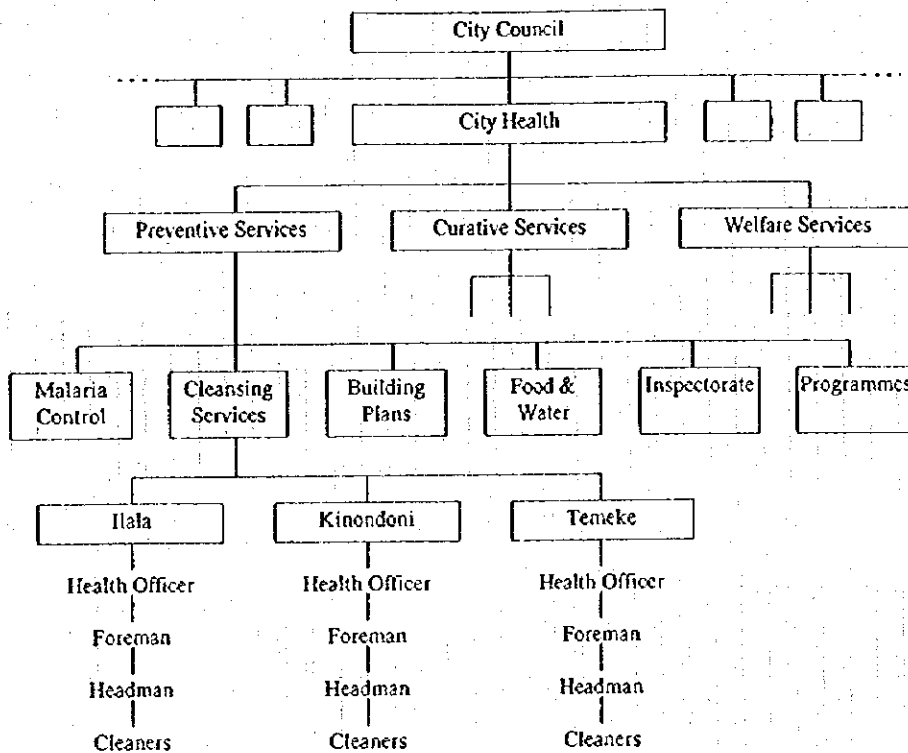 City Council
City Health
Preventive Services
Curative Services
Welfare Services
Malaria
Control
Cleansing
Services
Building
Plans
Food &
Water
Inspectorate
Programmes
Ilala
Kinondoni
Temeke
Health Officer
Health Officer
Health Officer
Foreman
Foreman
Foreman
Headman
Headman
Headman
Cleaners
Cleaners
Cleaners